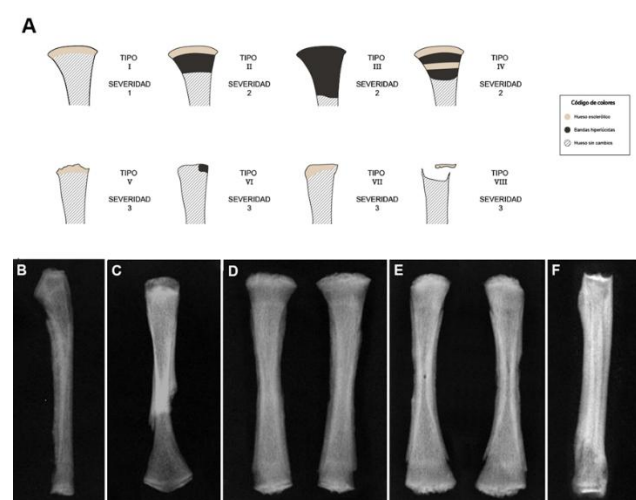 A
TIPO
I
SEVERIDAD
1
TIPO
II
SEVERIDAD
2
TIPO
III
SEVERIDAD
2
TIPO
IV
SEVERIDAD
2
Código de colores
Hueso esclerótico
Bandas hiperlúcidas
Hueso sin cambios
TIPO
V
SEVERIDAD
3
TIPO
VI
SEVERIDAD
3
TIPO
VII
SEVERIDAD
3
TIPO
VIII
SEVERIDAD
3
B
C
D
E
F